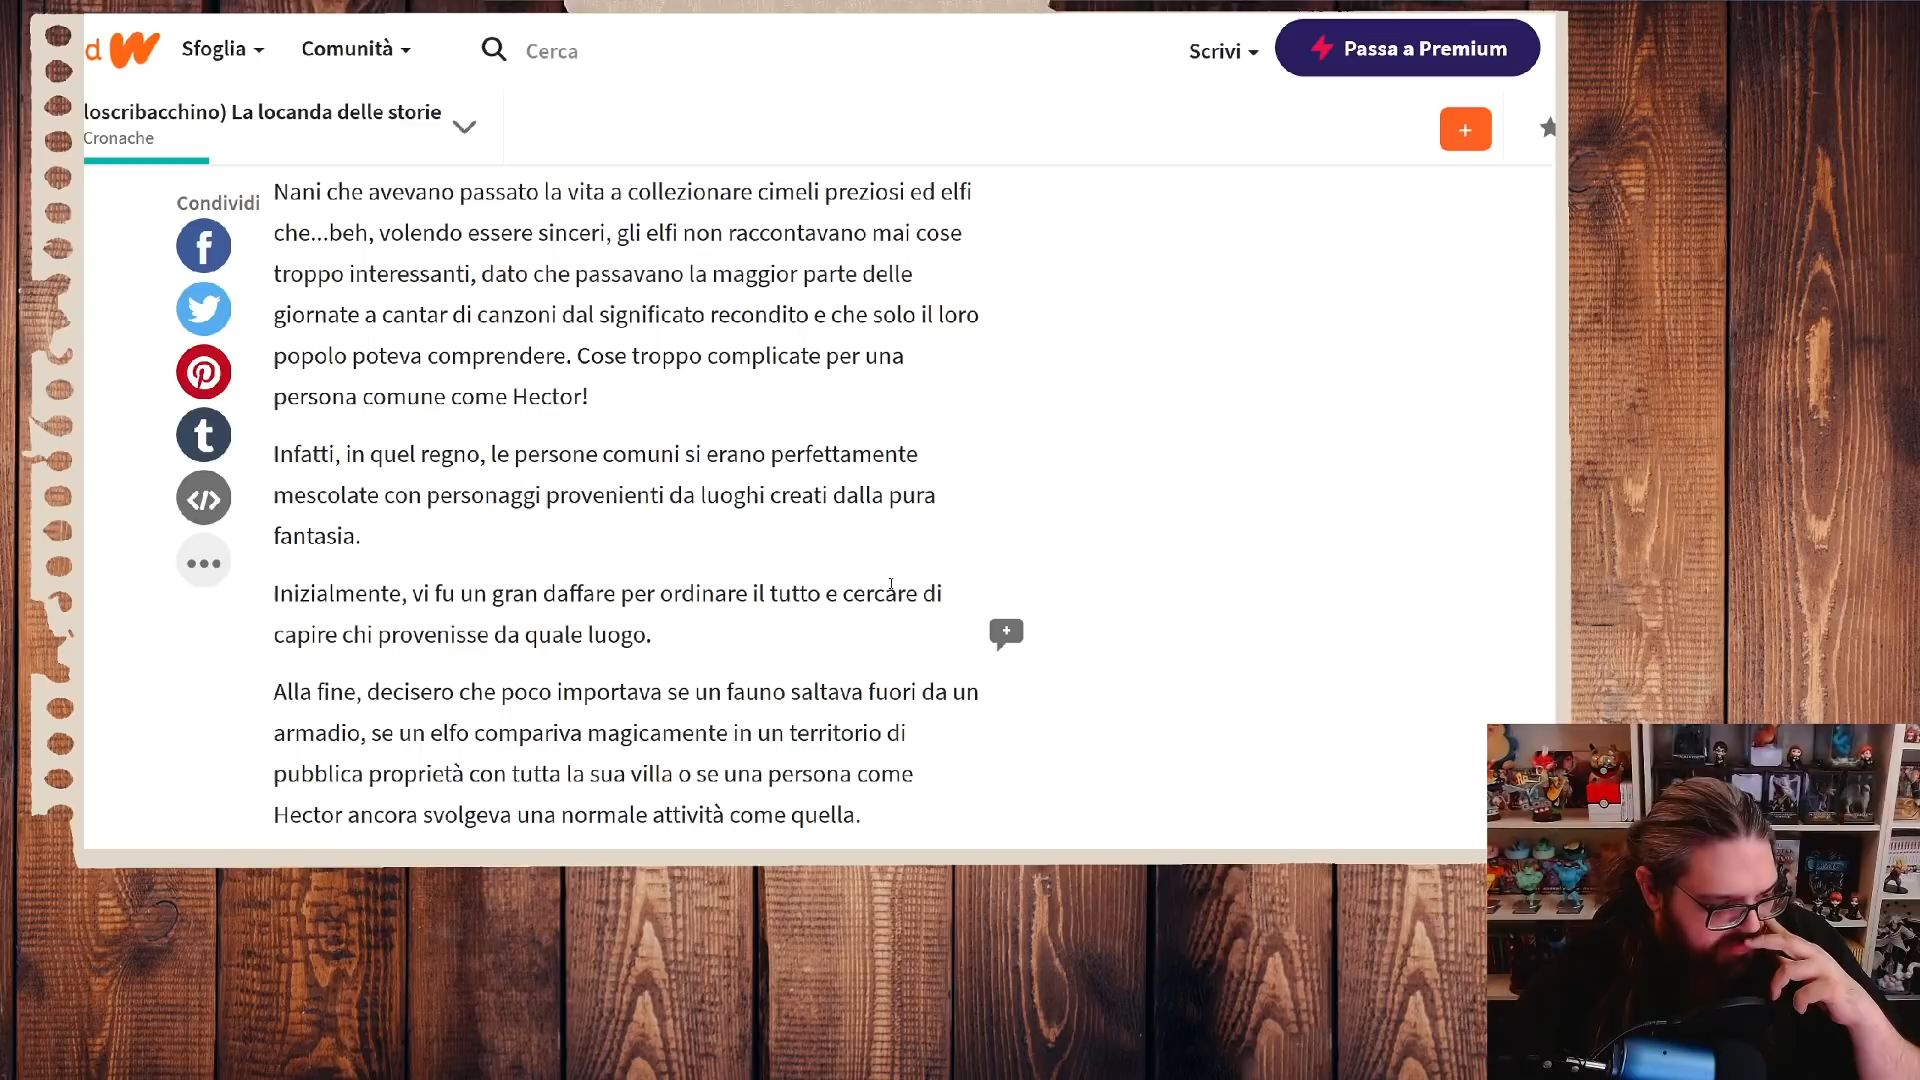 d W Sfoglia Comunità Cerca Scrivi Passa a Premium
loscribacchino) La locanda delle storie
Cronache
+
Condividi
Nani che avevano passato la vita a collezionare cimeli preziosi ed elfi
che...beh, volendo essere sinceri, gli elfi non raccontavano mai cose
troppo interessanti, dato che passavano la maggior parte delle
giornate a cantar di canzoni dal significato recondito e che solo il loro
popolo poteva comprendere. Cose troppo complicate per una
persona comune come Hector!
Infatti, in quel regno, le persone comuni si erano perfettamente
mescolate con personaggi provenienti da luoghi creati dalla pura
fantasia.
Inizialmente, vi fu un gran daffare per ordinare il tutto e cercare di
capire chi provenisse da quale luogo.
+
Alla fine, decisero che poco importava se un fauno saltava fuori da un
armadio, se un elfo compariva magicamente in un territorio di
pubblica proprietà con tutta la sua villa o se una persona come
Hector ancora svolgeva una normale attività come quella.
f
t
</>